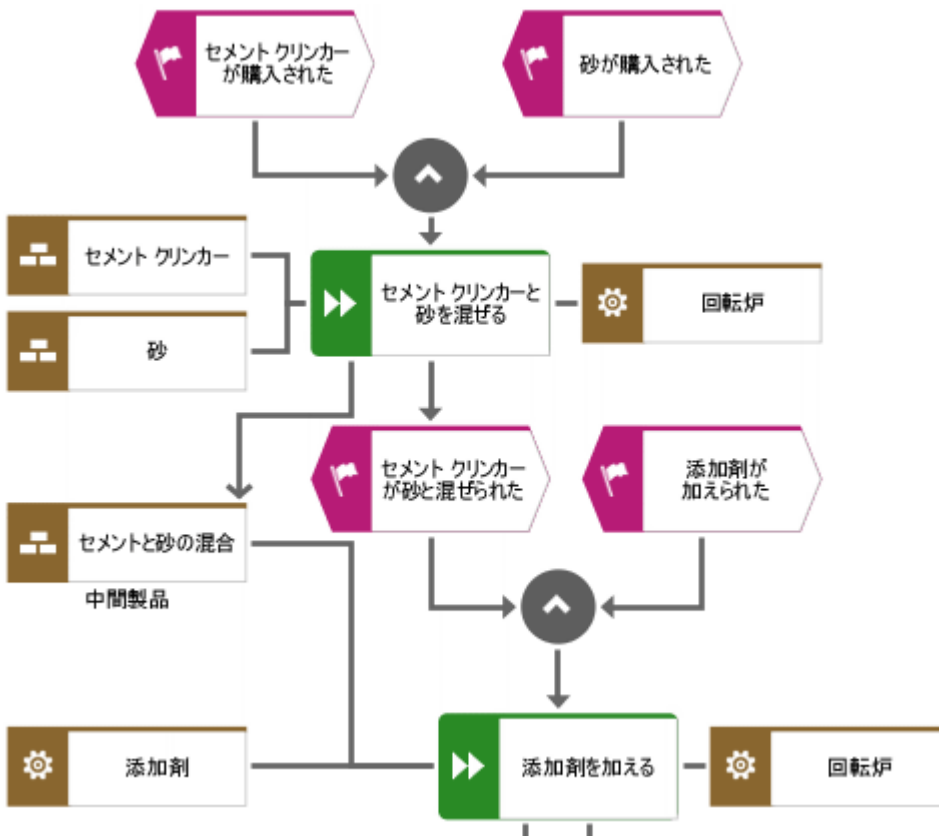 セメント クリンカー
が購入された
砂が購入された
セメント クリンカー
砂
セメント クリンカーと
砂を混ぜる
回転炉
セメント クリンカー
が砂と混ぜられた
添加剤が
加えられた
セメントと砂の混合
中間製品
添加剤
添加剤を加える
回転炉